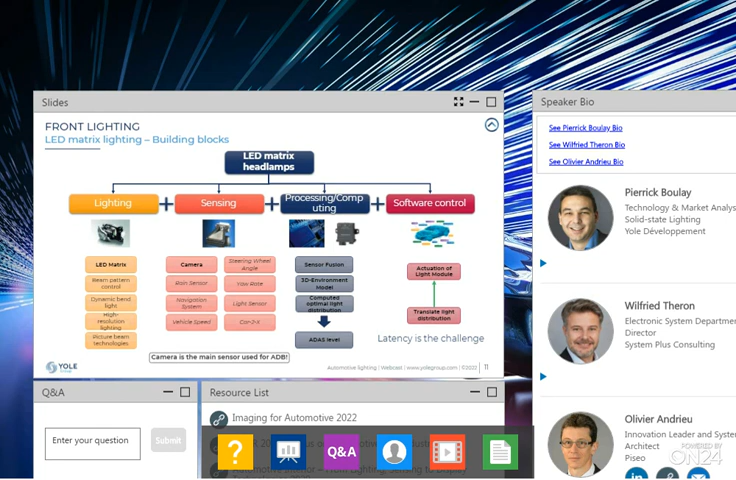 Slides
FRONT LIGHTING
LED matrix lighting – Building blocks
LED matrix
headlamps
Lighting
Sensing
Processing/Comp
uting
Software control
LED Matrix
Beam pattern
control
Dynamic bend
light
High-
resolution
lighting
Picture beam
technologies
Camera
Rain Sensor
Navigation
System
Vehicle Speed
Steering Wheel
Angle
Yaw Rate
Light Sensor
Car-2-X
Sensor Fusion
3D-Environment
Model
Computed
optimal light
distribution
ADAS level
Actuation of
Light Module
Translate light
distribution
Latency is the challenge
Camera is the main sensor used for ADB!
YOLE
Automotive lighting | Webcast | www.yolegroup.com | ©2022 | 11
Speaker Bio
See Pierrick Boulay Bio
See Wilfried Theron Bio
See Olivier Andrieu Bio
Pierrick Boulay
Technology & Market Analys
Solid-state Lighting
Yole Développement
Wilfried Theron
Electronic System Departme
Director
System Plus Consulting
Olivier Andrieu
Innovation Leader and Syste
Architect
Piseo
POWERED BY
ON24
Q&A
Enter your question
Submit
Resource List
Imaging for Automotive 2022
?
Q&A
in